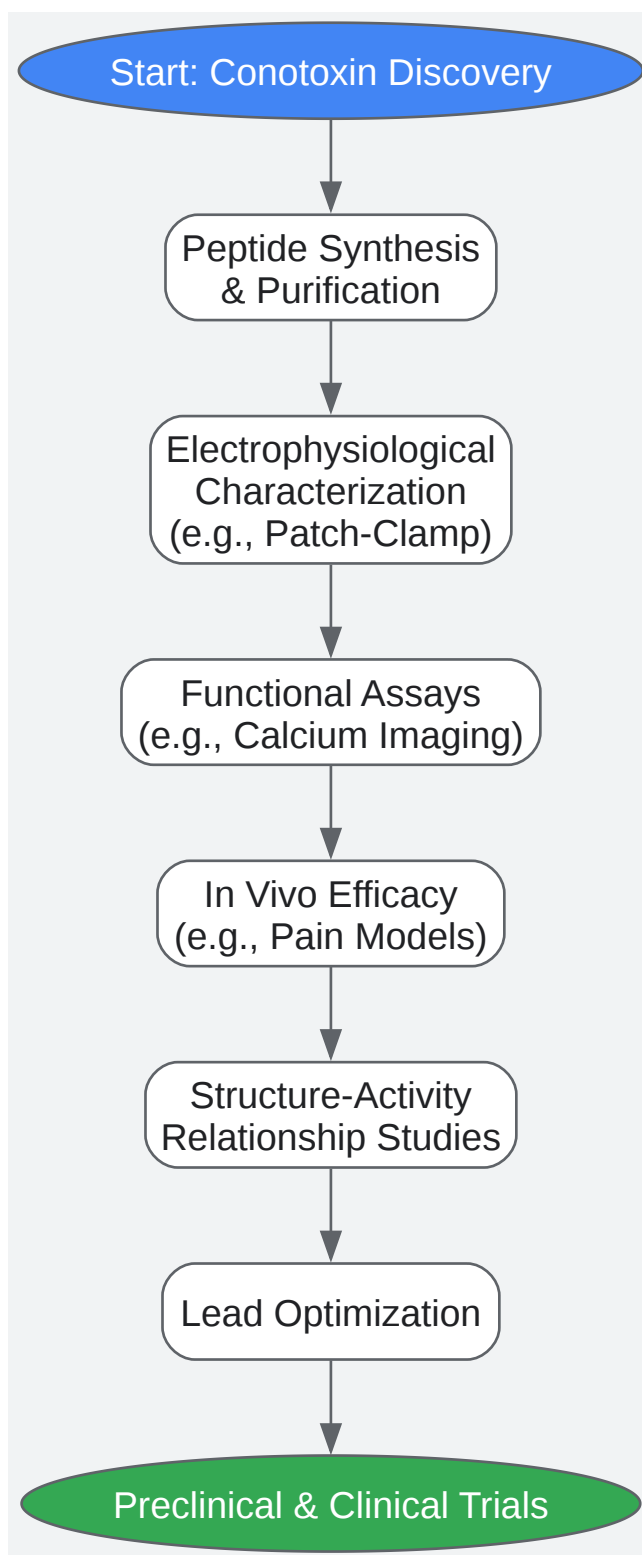 Start: Conotoxin Discovery
Peptide Synthesis
& Purification
Electrophysiological
Characterization
(e.g., Patch-Clamp)
Functional Assays
(e.g., Calcium Imaging)
In Vivo Efficacy
(e.g., Pain Models)
Structure-Activity
Relationship Studies
Lead Optimization
Preclinical & Clinical Trials